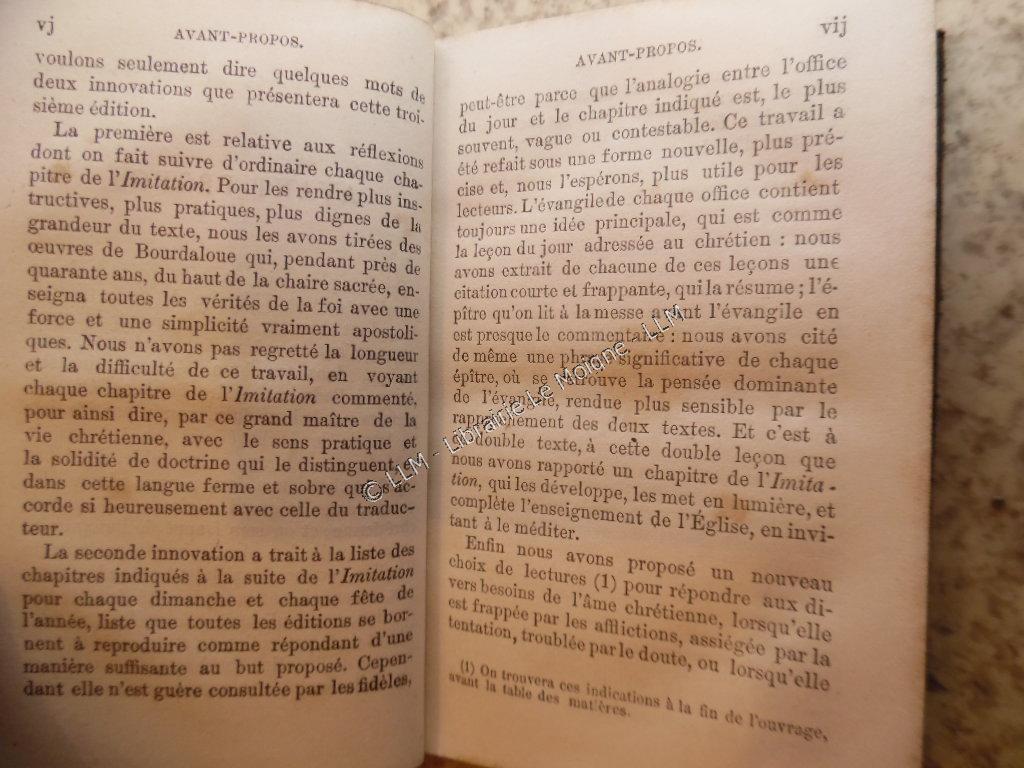 vj
AVANT-PROPOS.
voulons seulement dire quelques mots de
deux innovations que présentera cette troi-
sième édition.
La première est relative aux réflexions
dont on fait suivre d'ordinaire chaque cha-
pitre de l'Imitation. Pour les rendre plus ins-
tructives, plus pratiques, plus dignes de la
grandeur du texte, nous les avons tirées des
œuvres de Bourdaloue qui, pendant près de
quarante ans, du haut de la chaire sacrée, en-
seigna toutes les vérités de la foi avec une
force et une simplicité vraiment apostoli-
ques. Nous n'avons pas regretté la longueur
et la difficulté de ce travail, en voyant
chaque chapitre de l'Imitation commenté,
pour ainsi dire, par ce grand maître de la
vie chrétienne, avec le sens pratique et
la solidité de doctrine qui le distinguent,
dans cette langue ferme et sobre qui s'ac-
corde si heureusement avec celle du traduc-
teur.
La seconde innovation a trait à la liste des
chapitres indiqués à la suite de l'Imitation
pour chaque dimanche et chaque fête de
l'année, liste que toutes les éditions se bor-
nent à reproduire comme répondant d'une
manière suffisante au but proposé. Cepen-
dant elle n'est guère consultée par les fidèles,
vij
AVANT-PROPOS.
peut-être parce que l'analogie entre l'office
du jour et le chapitre indiqué est, le plus
souvent, vague ou contestable. Ce travail a
été refait sous une forme nouvelle, plus pré-
cise et, nous l'espérons, plus utile pour les
lecteurs. L'évangile de chaque office contient
toujours une idée principale, qui est comme
la leçon du jour adressée au chrétien : nous
avons extrait de chacune de ces leçons une
citation courte et frappante, qui la résume ; l'é-
pître qu'on lit à la messe avant l'évangile en
est presque le commentaire : nous avons cité
de même une phrase significative de chaque
épître, où se retrouve la pensée dominante
de l'évangile, rendue plus sensible par le
rapprochement des deux textes. Et c'est à
ce double texte, à cette double leçon que
nous avons rapporté un chapitre de l'Imita-
tion, qui les développe, les met en lumière, et
complète l'enseignement de l'Église, en invi-
tant à le méditer.
Enfin nous avons proposé un nouveau
choix de lectures (1) pour répondre aux di-
vers besoins de l'âme chrétienne, lorsqu'elle
est frappée par les afflictions, assiégée par la
tentation, troublée par le doute, ou lorsqu'elle
(1) On trouvera ces indications à la fin de l'ouvrage,
avant la table des matières.
© LLM - Librairie Le Moigne - LLM